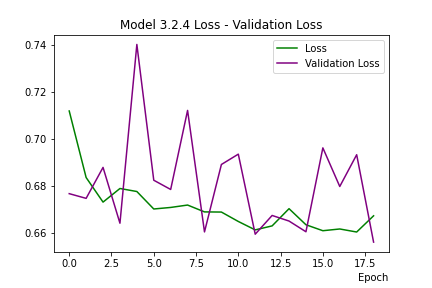 Model 3.2.4 Loss - Validation Loss
Loss
Validation Loss
0.74
0.72
0.70
0.68
0.66
0.0 2.5 5.0 7.5 10.0 12.5 15.0 17.5
Epoch